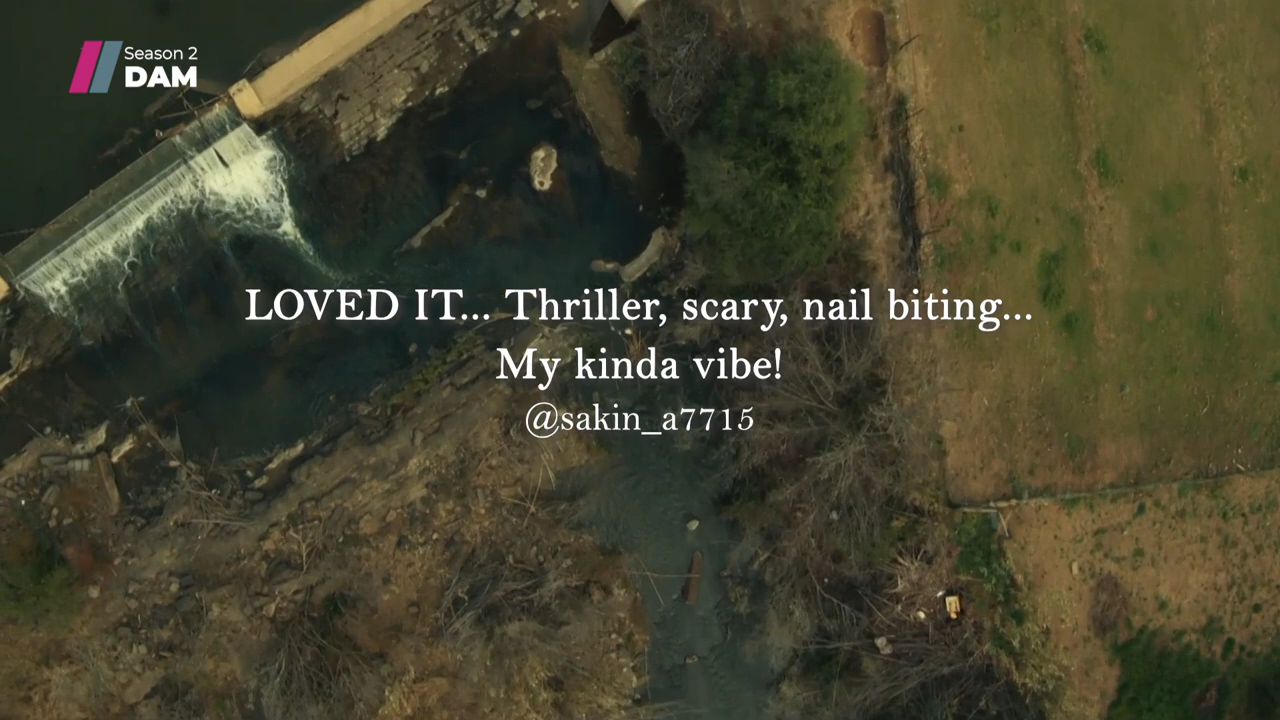 Season 2
DAM
LOVED IT... Thriller, scary, nail biting...
My kinda vibe!
@sakin_a7715